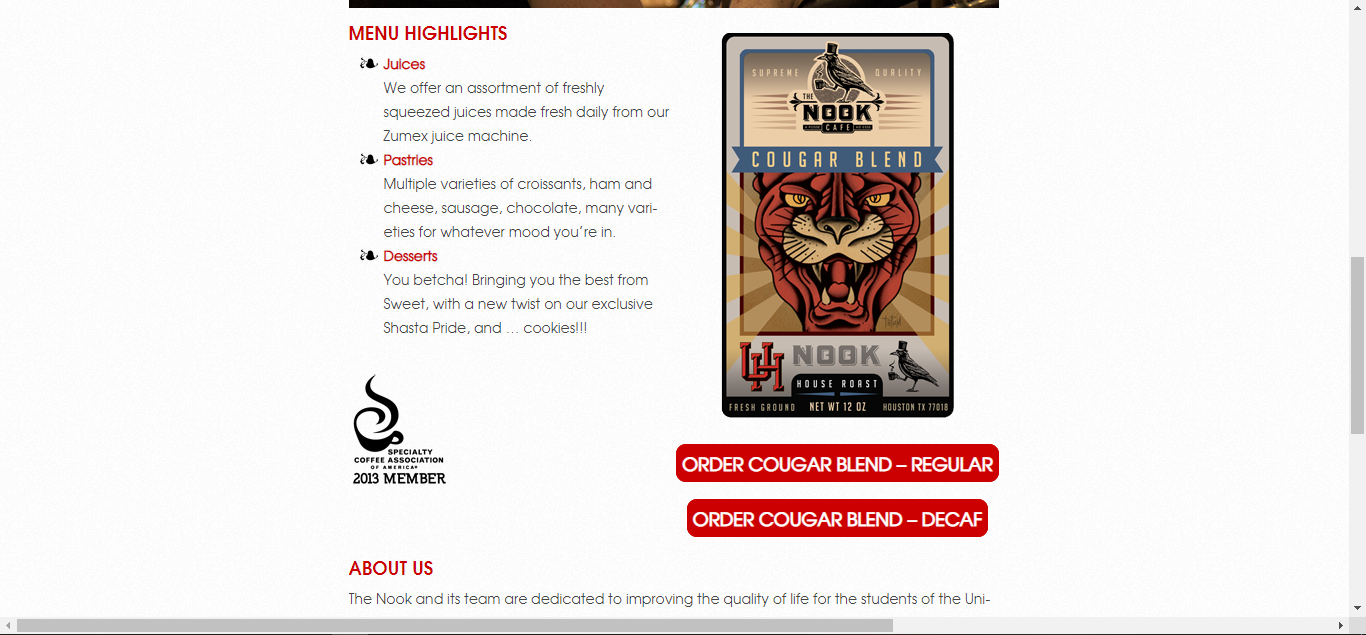 MENU HIGHLIGHTS
Juices
We offer an assortment of freshly
squeezed juices made fresh daily from our
Zumex juice machine.
Pastries
Multiple varieties of croissants, ham and
cheese, sausage, chocolate, many vari-
eties for whatever mood you’re in.
Desserts
You betcha! Bringing you the best from
Sweet, with a new twist on our exclusive
Shasta Pride, and … cookies!!!
SPECIALTY
COFFEE ASSOCIATION
OF AMERICA®
2013 MEMBER
SUPREME QUALITY
THE
NOOK
CAFE
COUGAR BLEND
UH NOOK
HOUSE ROAST
FRESH GROUND NET WT 12 OZ HOUSTON TX 77018
ORDER COUGAR BLEND – REGULAR
ORDER COUGAR BLEND – DECAF
ABOUT US
The Nook and its team are dedicated to improving the quality of life for the students of the Uni-